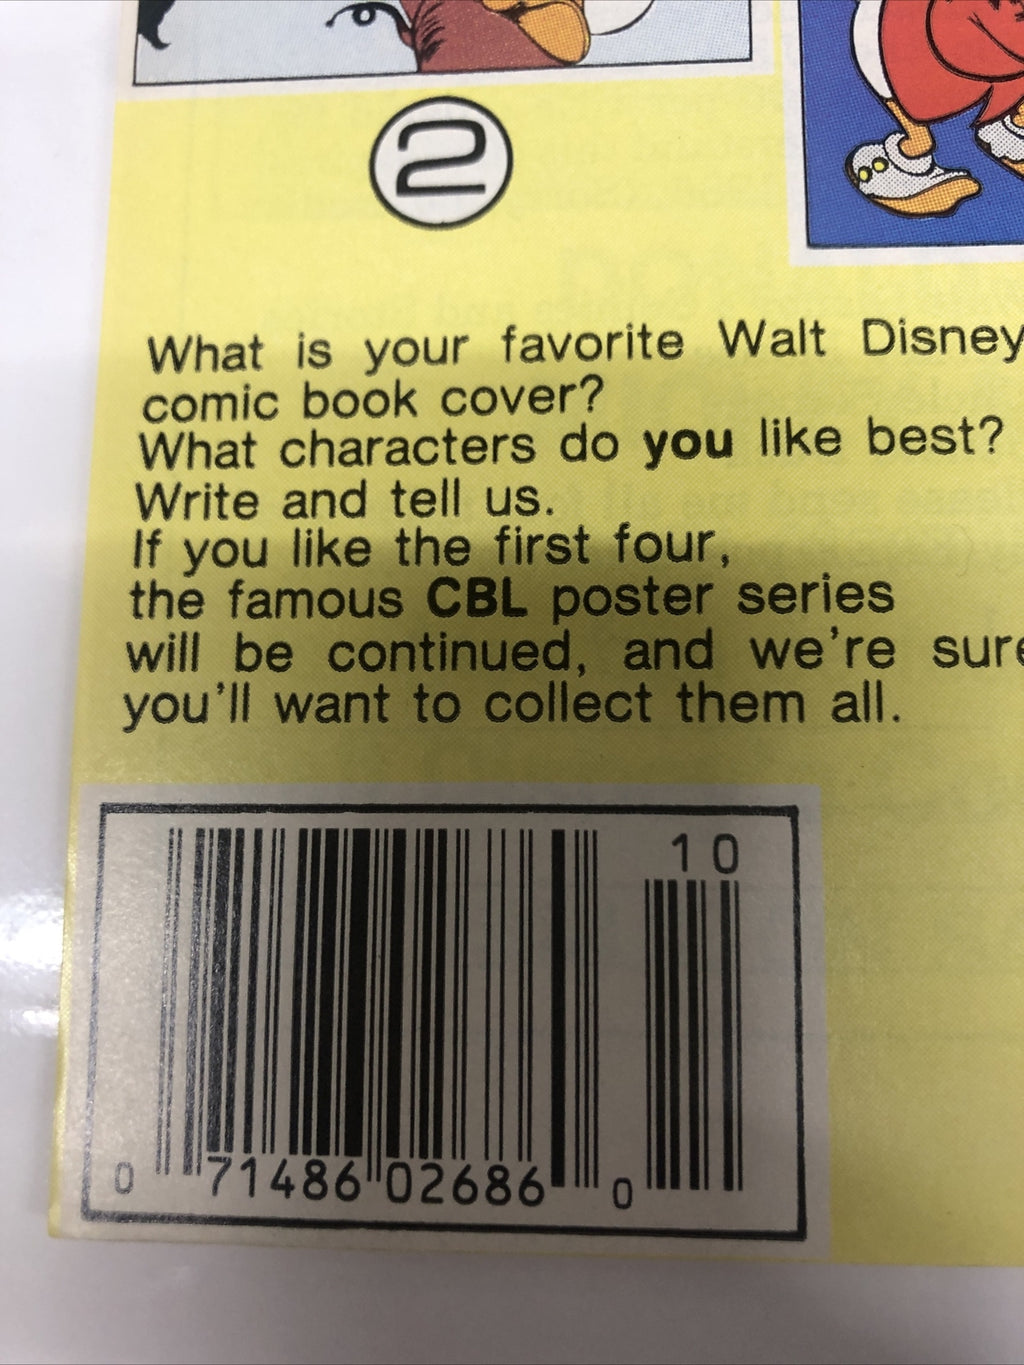 2
What is your favorite Walt Disney
comic book cover?
What characters do you like best?
Write and tell us.
If you like the first four,
the famous CBL poster series
will be continued, and we're sure
you'll want to collect them all.
10
0 71486 02686 0